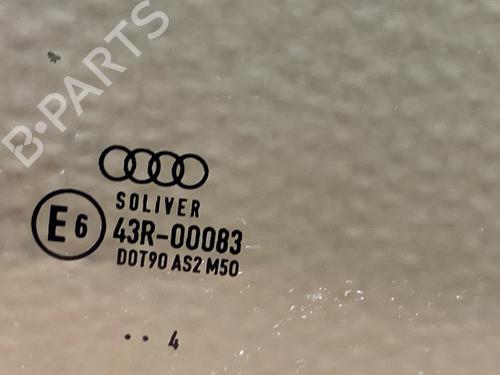 B-PARTS
SOLIVER
E6
43R-00083
DOT90 AS2 M50
.. 4